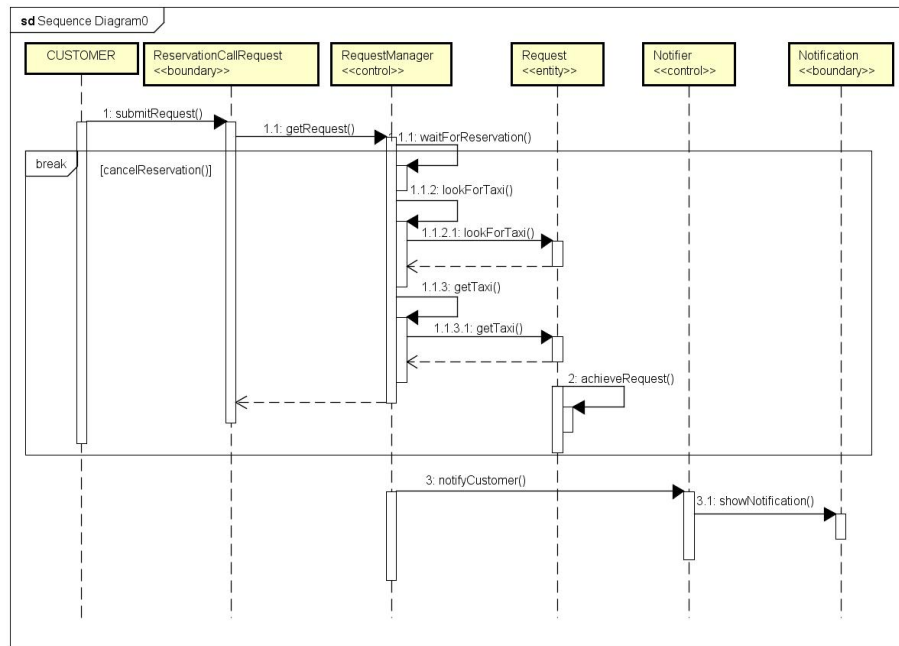 sd Sequence Diagram0
CUSTOMER
ReservationCallRequest
<<boundary>>
RequestManager
<<control>>
Request
<<entity>>
Notifier
<<control>>
Notification
<<boundary>>
1: submitRequest()
1.1: getRequest()
1.1: waitForReservation()
break
[cancelReservation()]
1.1.2: lookForTaxi()
1.1.2.1: lookForTaxi()
1.1.3: getTaxi()
1.1.3.1: getTaxi()
2: achieveRequest()
3: notifyCustomer()
3.1: showNotification()